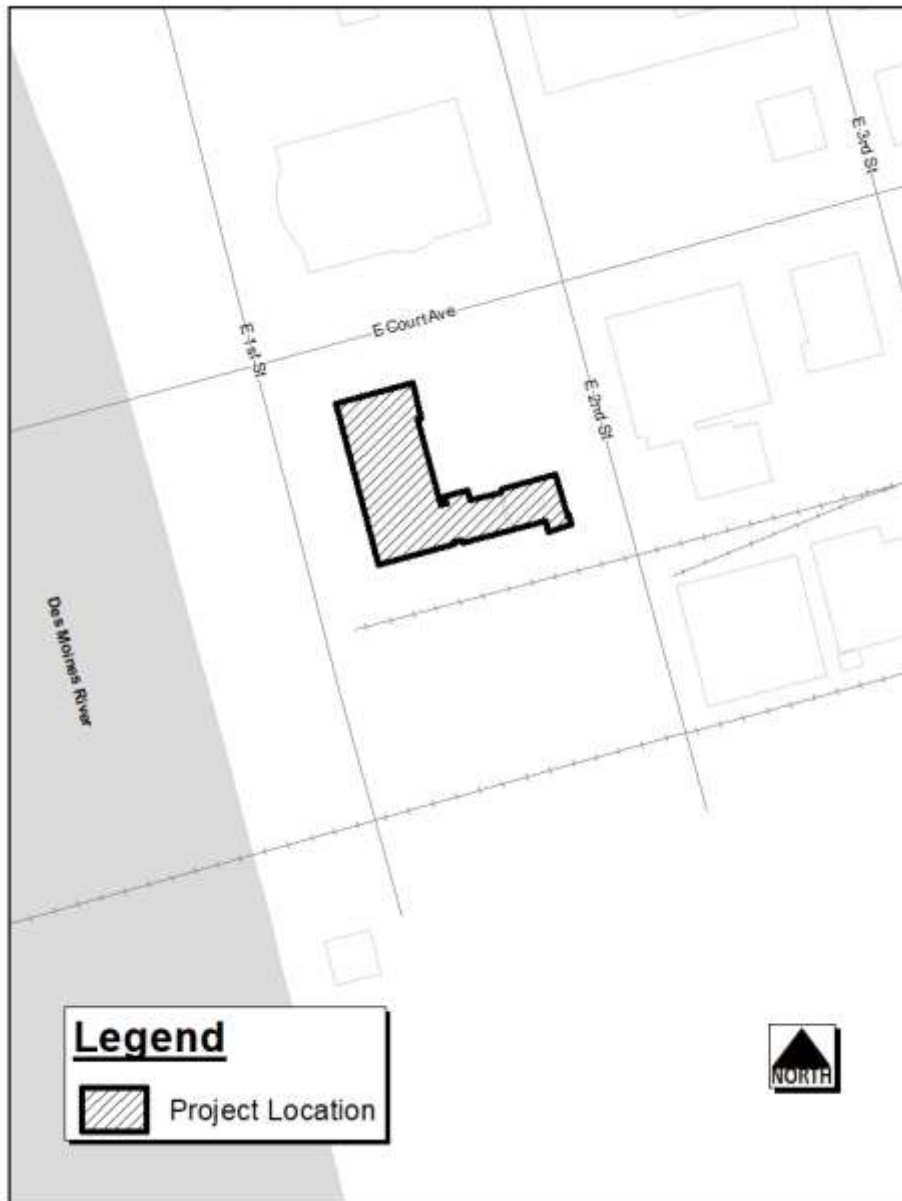 E 3rd St
E Court Ave
E 1st St
E 2nd St
Des Moines River
Legend
Project Location
NORTH